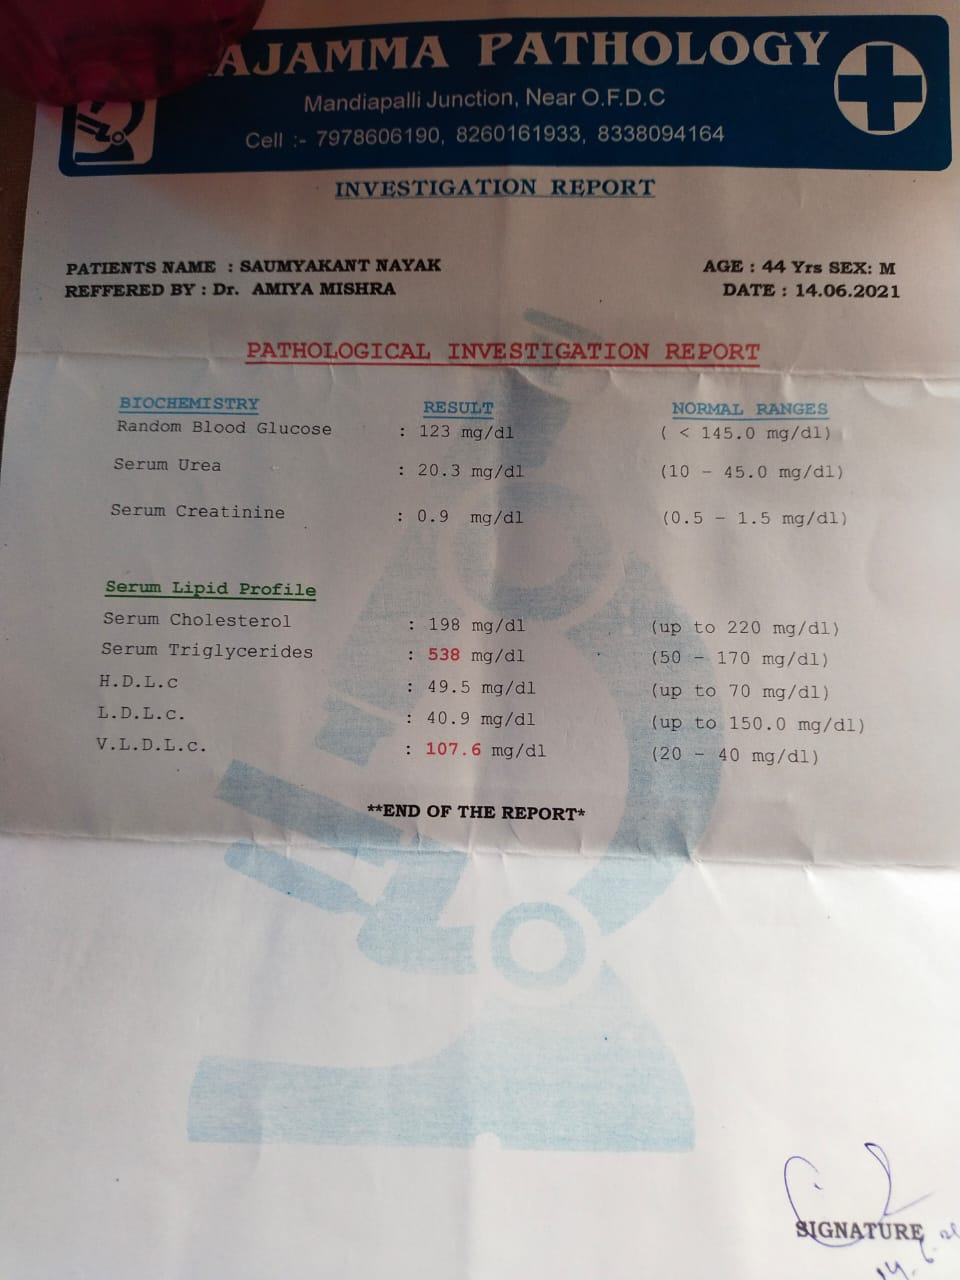 AJAMMA PATHOLOGY
Mandiapalli Junction, Near O.F.D.C
Cell :- 7978606190, 8260161933, 8338094164
INVESTIGATION REPORT
PATIENTS NAME : SAUMYAKANT NAYAK AGE : 44 Yrs SEX: M
REFFERED BY : Dr. AMIYA MISHRA DATE : 14.06.2021
PATHOLOGICAL INVESTIGATION REPORT
BIOCHEMISTRY RESULT NORMAL RANGES
Random Blood Glucose : 123 mg/dl ( < 145.0 mg/dl)
Serum Urea : 20.3 mg/dl (10 - 45.0 mg/dl)
Serum Creatinine : 0.9 mg/dl (0.5 - 1.5 mg/dl)
Serum Lipid Profile
Serum Cholesterol : 198 mg/dl (up to 220 mg/dl)
Serum Triglycerides : 538 mg/dl (50 - 170 mg/dl)
H.D.L.c : 49.5 mg/dl (up to 70 mg/dl)
L.D.L.c. : 40.9 mg/dl (up to 150.0 mg/dl)
V.L.D.L.c. : 107.6 mg/dl (20 - 40 mg/dl)
**END OF THE REPORT*
SIGNATURE